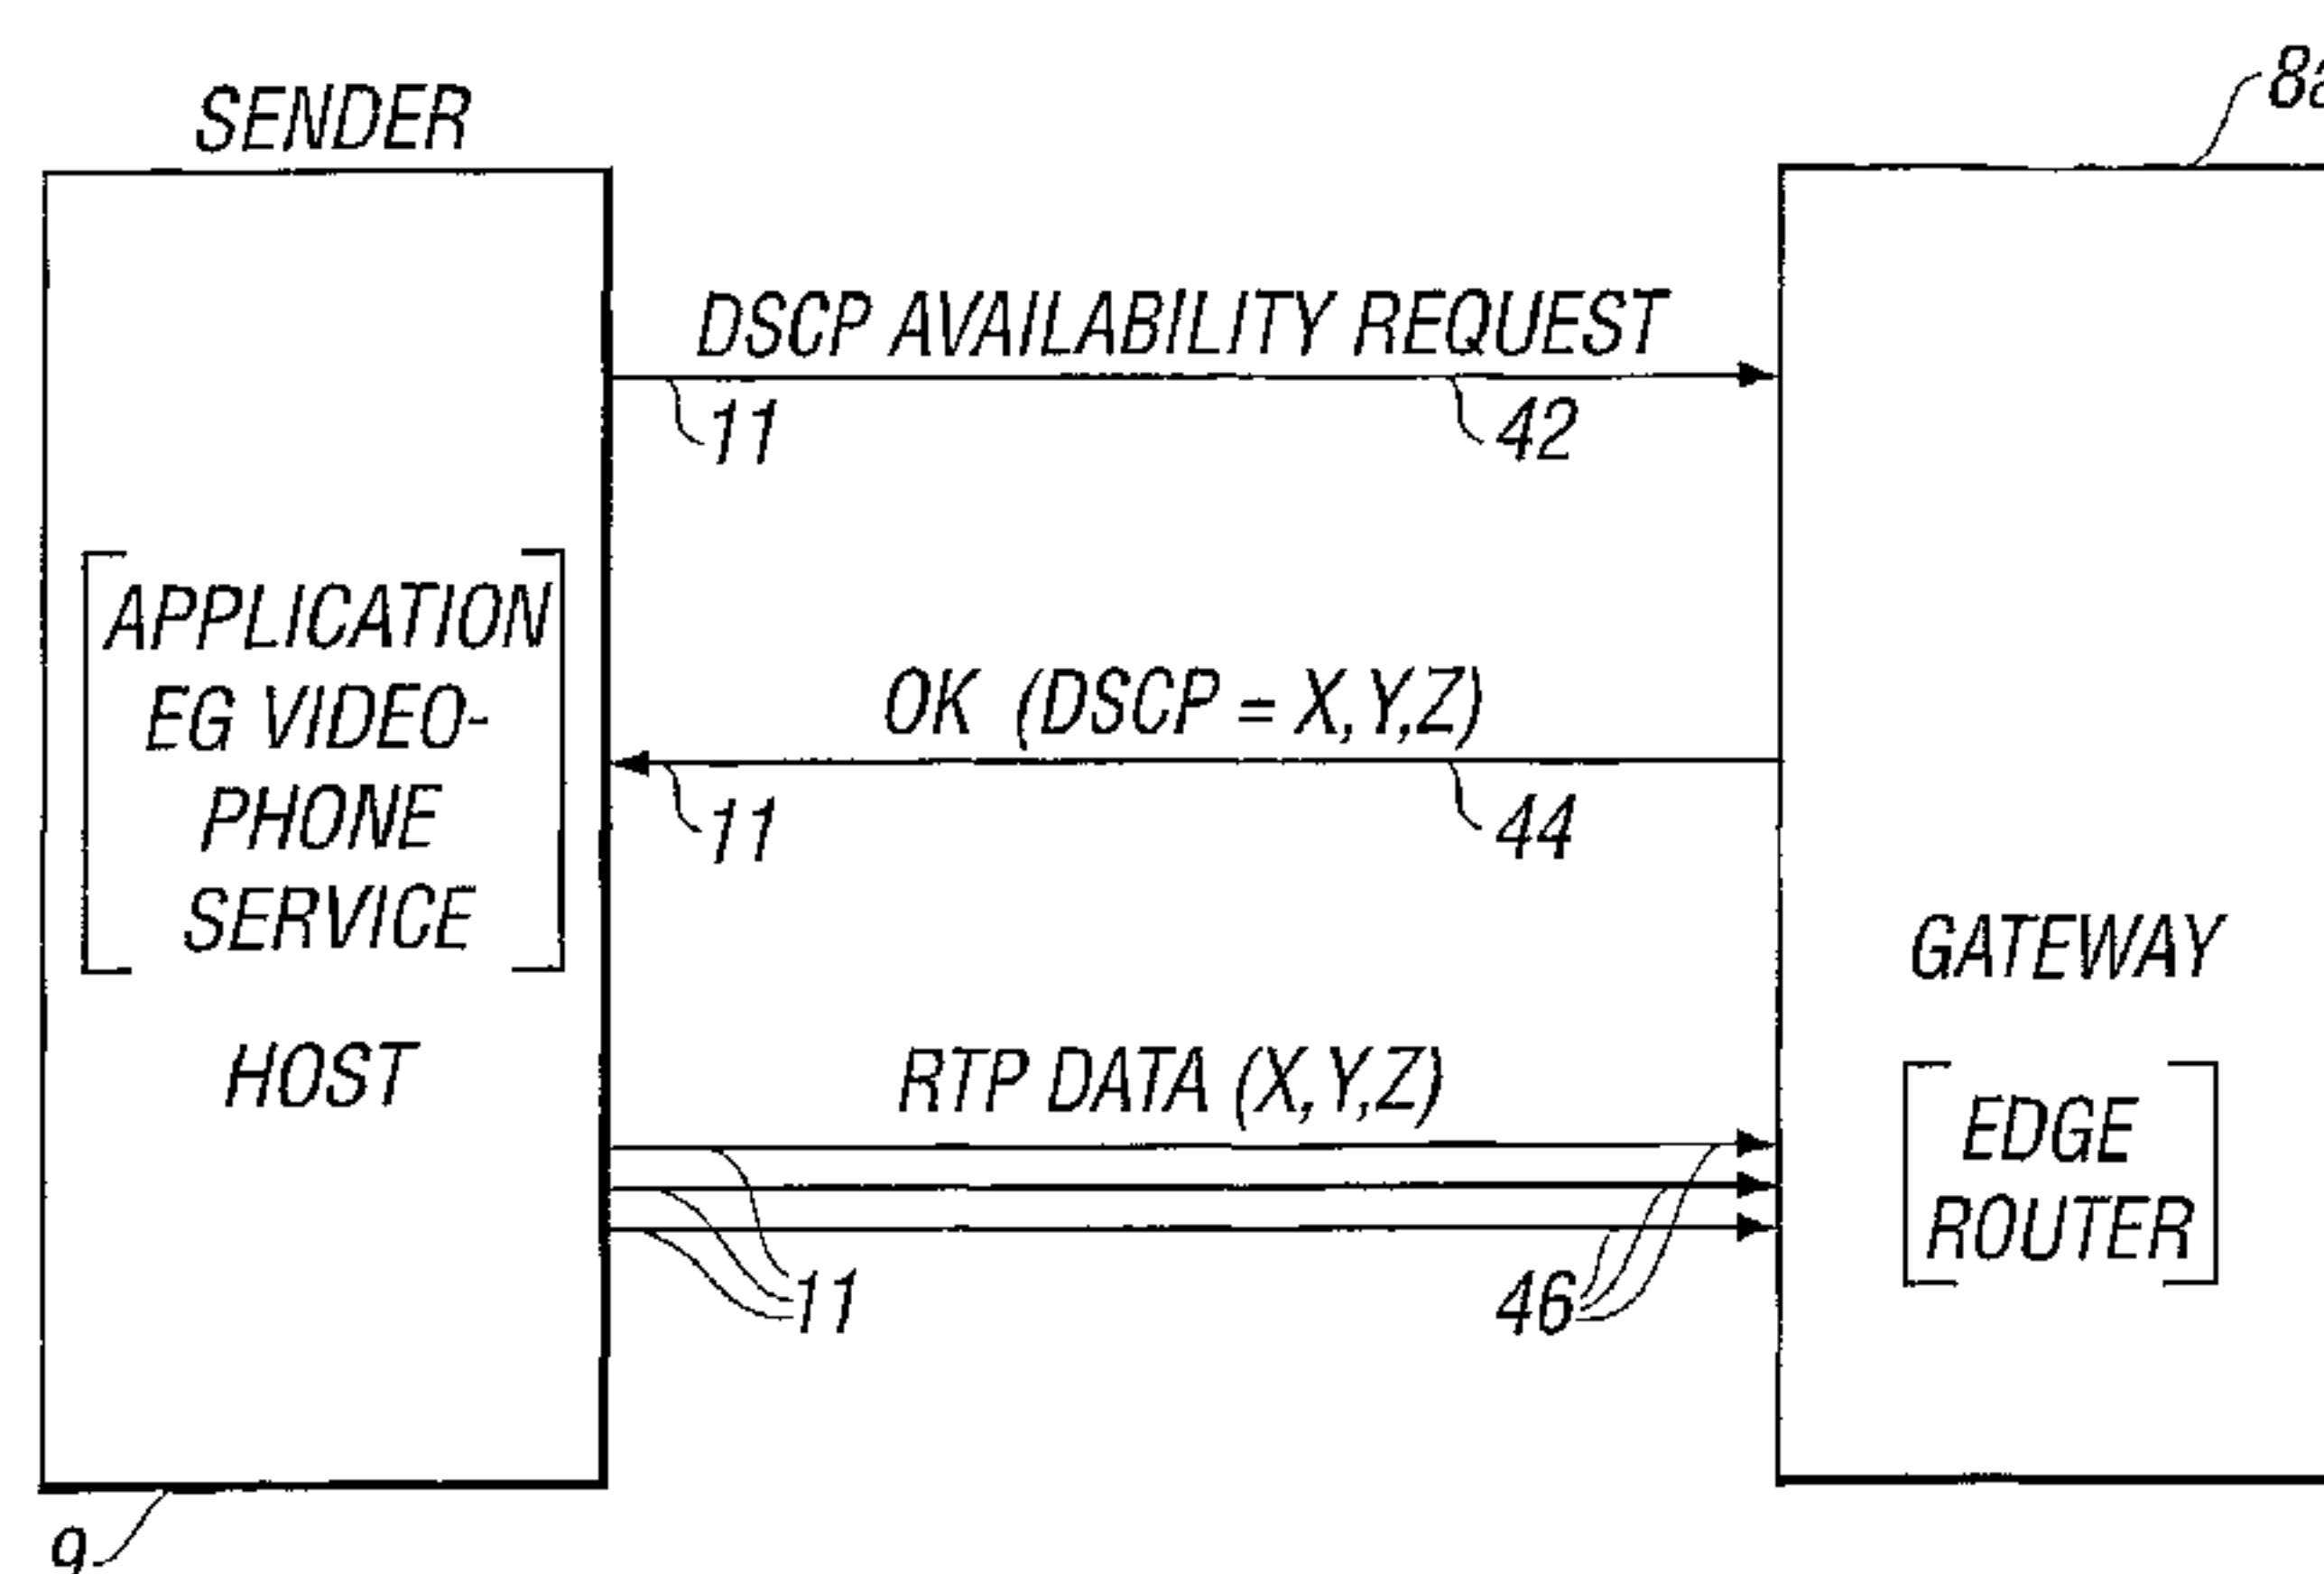 SENDER
8a
DSCP AVAILABILITY REQUEST
11
42
APPLICATION
EG VIDEO-
PHONE
SERVICE
HOST
OK (DSCP = X,Y,Z)
11
44
RTP DATA (X,Y,Z)
11
46
GATEWAY
EDGE
ROUTER
9